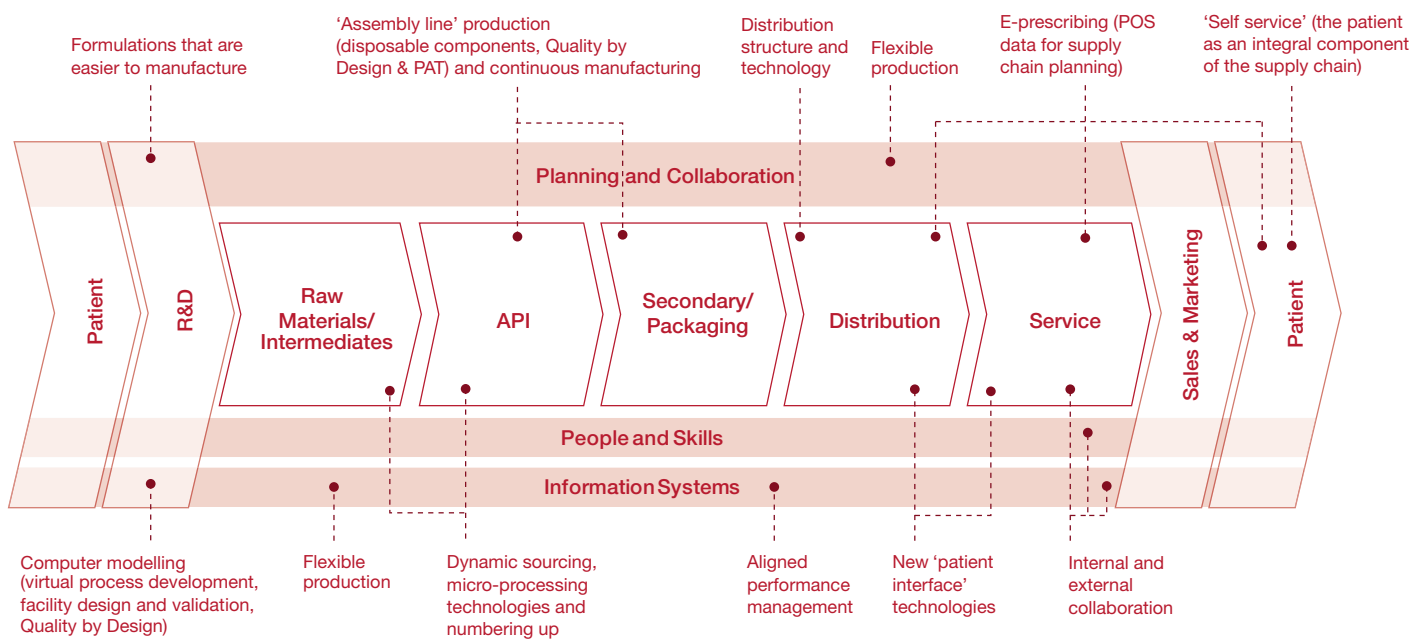 Formulations that are
easier to manufacture
‘Assembly line’ production
(disposable components, Quality by
Design & PAT) and continuous manufacturing
Distribution
structure and
technology
Flexible
production
E-prescribing (POS
data for supply
chain planning)
‘Self service’ (the patient
as an integral component
of the supply chain)
Planning and Collaboration
Patient
R&D
Raw
Materials/
Intermediates
API
Secondary/
Packaging
Distribution
Service
Sales & Marketing
Patient
People and Skills
Information Systems
Computer modelling
(virtual process development,
facility design and validation,
Quality by Design)
Flexible
production
Dynamic sourcing,
micro-processing
technologies and
numbering up
Aligned
performance
management
New ‘patient
interface’
technologies
Internal and
external
collaboration